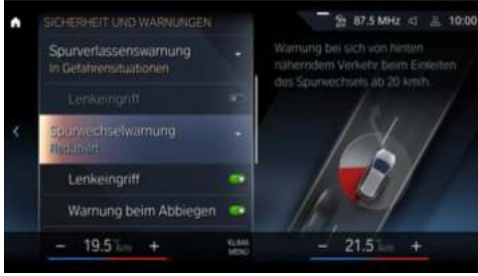 SICHERHEIT UND WARNUNGEN
87.5 MHz
10:00
Spurverlassenswarnung
In Gefahrensituationen
Lenkeingriff
Spurwechselwarnung
Reduziert
Lenkeingriff
Warnung beim Abbiegen
Warnung bei sich von hinten
näherndem Verkehr beim Einleiten
des Spurwechsels ab 20 km/h.
- 19.5 °C AUTO +
KLIMA
MENÜ
- 21.5 °C AUTO +